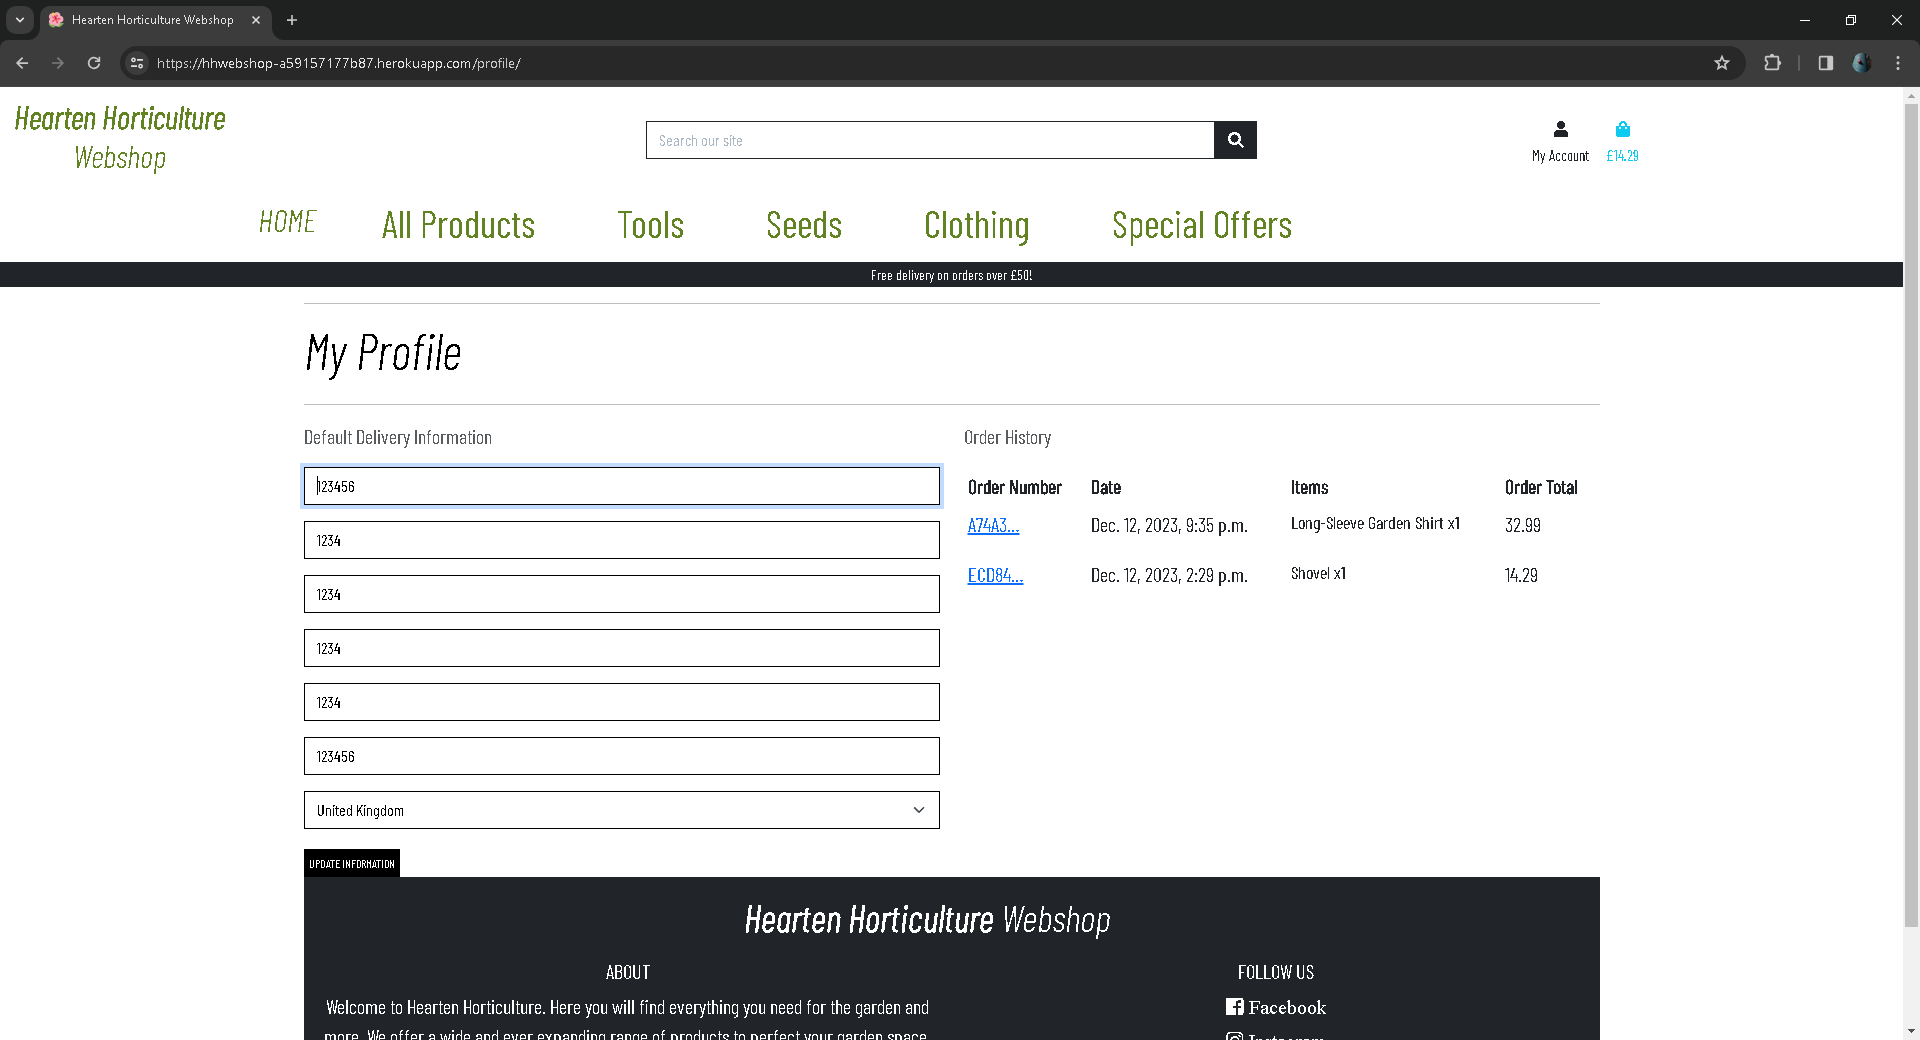 Hearten Horticulture Webshop
https://hhwebshop-a59157177b87.herokuapp.com/profile/
Hearten Horticulture
Webshop
Search our site
My Account
£14.29
HOME
All Products
Tools
Seeds
Clothing
Special Offers
Free delivery on orders over £50!
My Profile
Default Delivery Information
123456
1234
1234
1234
1234
123456
United Kingdom
UPDATE INFORMATION
Order History
Order Number Date Items Order Total
A74A3... Dec. 12, 2023, 9:35 p.m. Long-Sleeve Garden Shirt x1 32.99
ECD84... Dec. 12, 2023, 2:29 p.m. Shovel x1 14.29
Hearten Horticulture Webshop
ABOUT
Welcome to Hearten Horticulture. Here you will find everything you need for the garden and
more. We offer a wide and ever expanding range of products to perfect your garden space
FOLLOW US
Facebook
Instagram